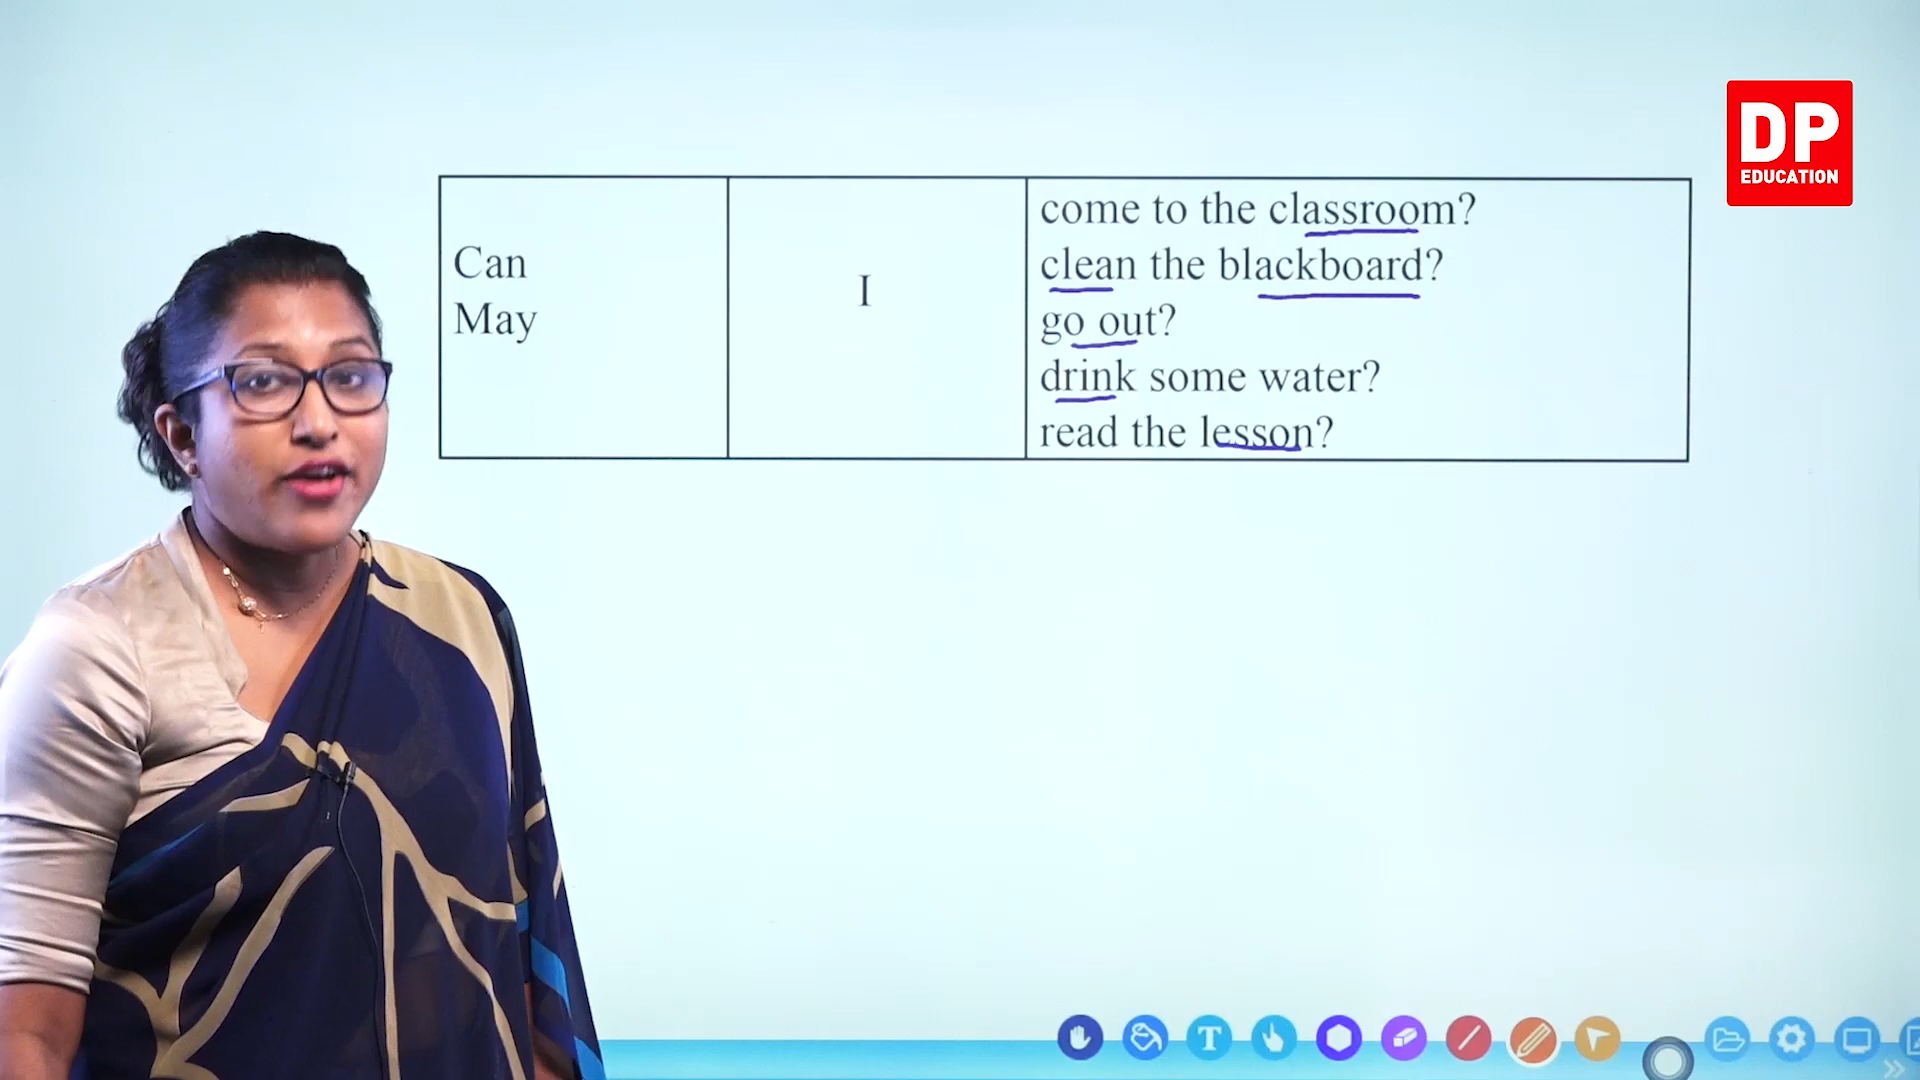 DP
EDUCATION
Can
May
I
come to the classroom?
clean the blackboard?
go out?
drink some water?
read the lesson?
T